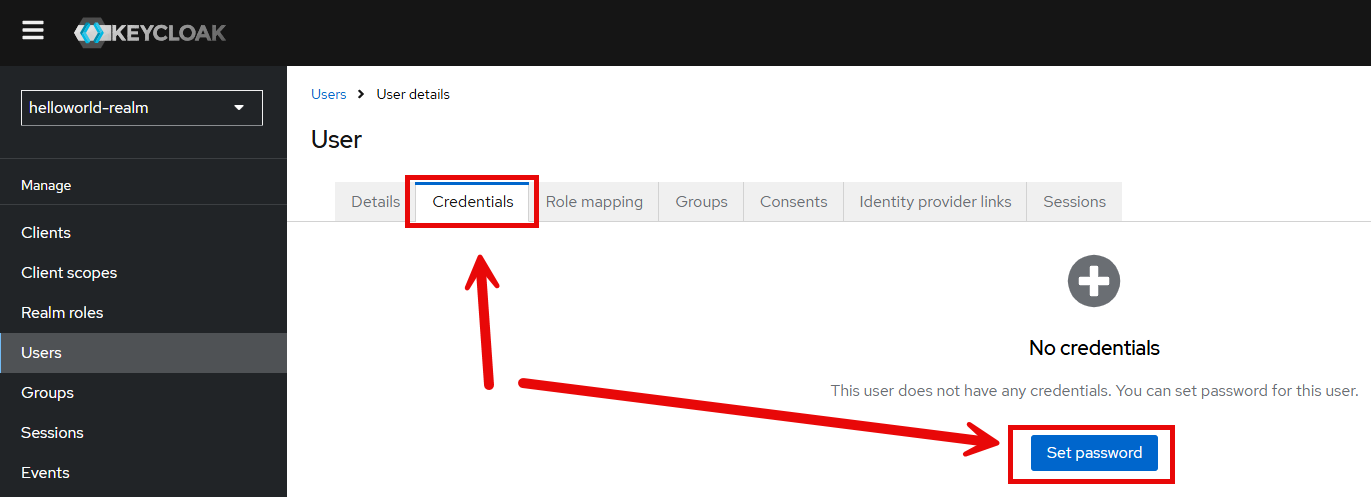 KEYCLOAK
helloworld-realm
Manage
Clients
Client scopes
Realm roles
Users
Groups
Sessions
Events
Users > User details
User
Details Credentials Role mapping Groups Consents Identity provider links Sessions
No credentials
This user does not have any credentials. You can set password for this user.
Set password